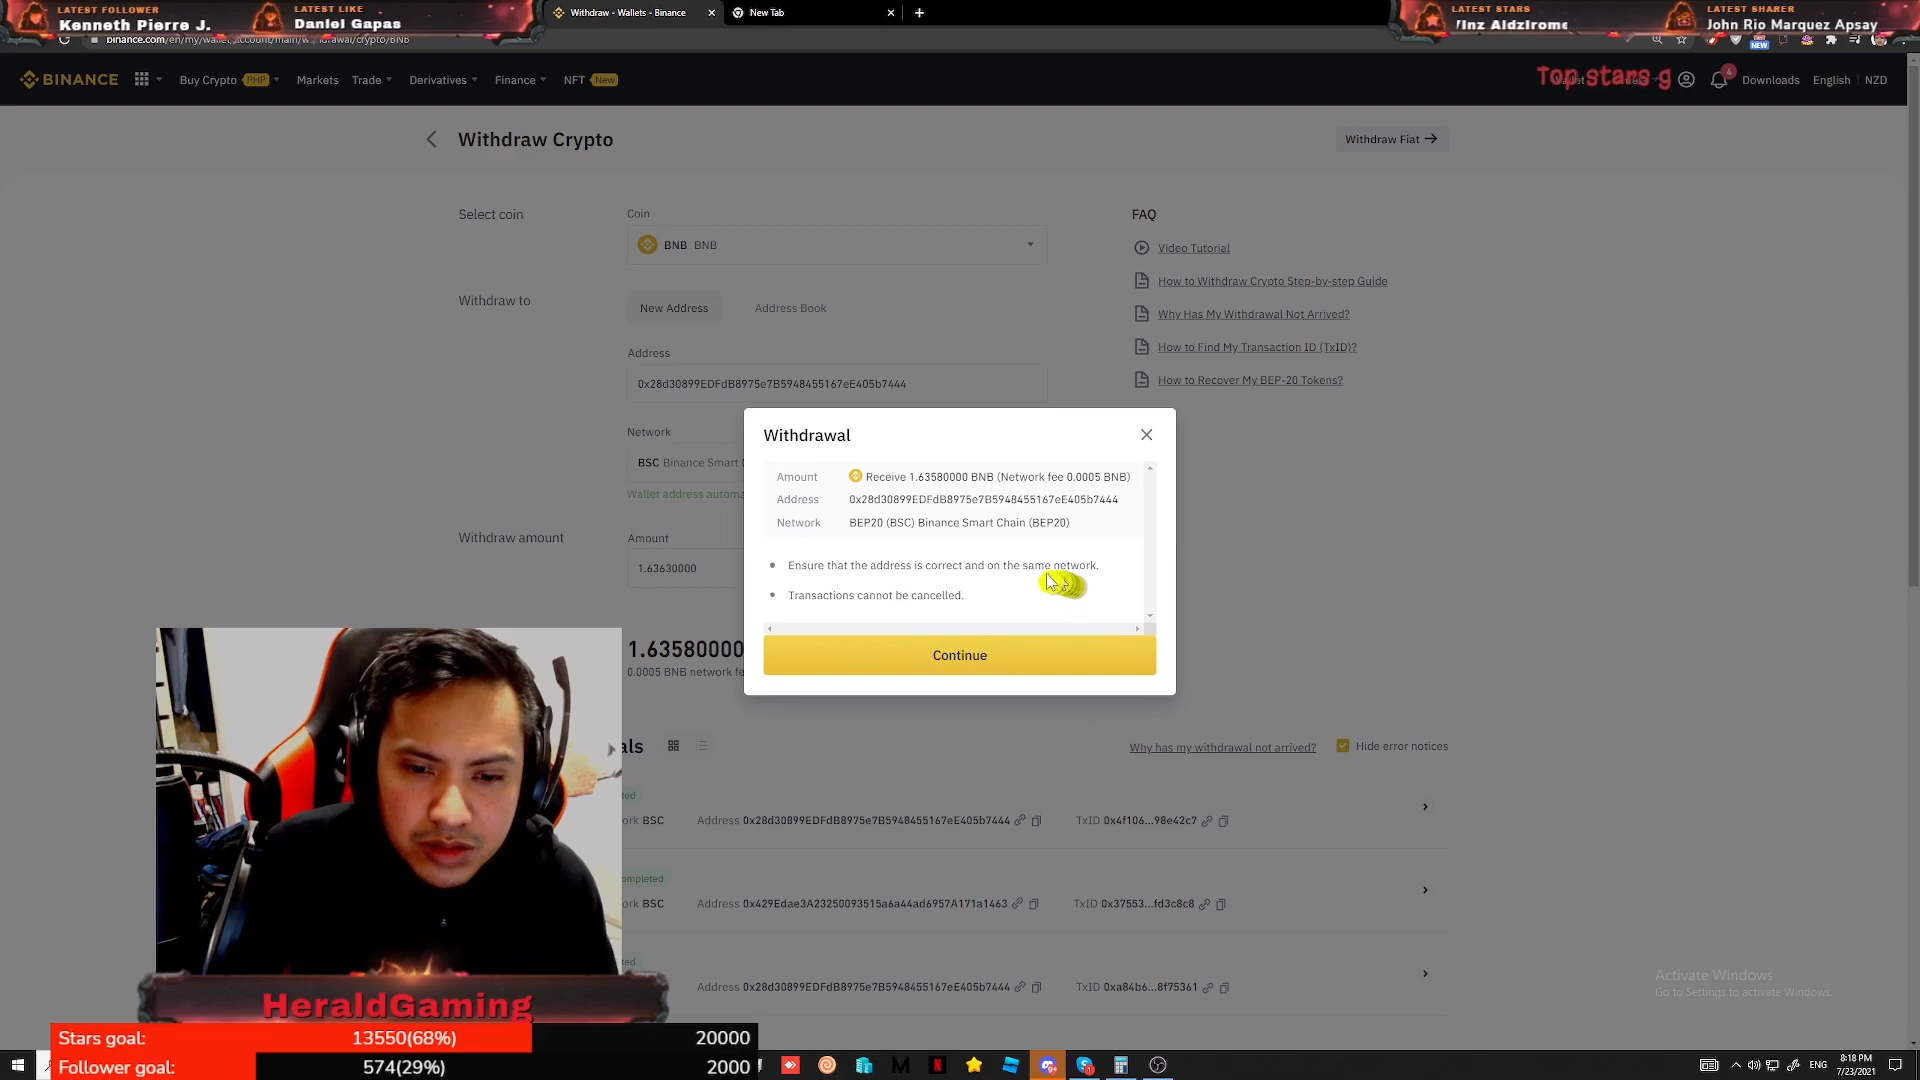 LATEST FOLLOWER
Kenneth Pierre J.
LATEST LIKE
Daniel Gapas
Withdraw - Wallets - Binance
New Tab
LATEST STARS
LATEST SHARER
John Rio Marquez Apsay
BINANCE
Buy Crypto PHP
Markets
Trade
Derivatives
Finance
NFT New
Top stars g
4
Downloads
English
NZD
Withdraw Crypto
Withdraw Fiat
Select coin
Coin
BNB BNB
FAQ
Video Tutorial
How to Withdraw Crypto Step-by-step Guide
Why Has My Withdrawal Not Arrived?
How to Find My Transaction ID (TxID)?
How to Recover My BEP-20 Tokens?
Withdraw to
New Address
Address Book
Address
0x28d30899EDFdB8975e7B5948455167eE405b7444
Network
BSC Binance Smart
Wallet address
Withdraw amount
Amount
1.63630000
1.63580000
0.0005 BNB network
Withdrawal
Amount Receive 1.63580000 BNB (Network fee 0.0005 BNB)
Address 0x28d30899EDFdB8975e7B5948455167eE405b7444
Network BEP20 (BSC) Binance Smart Chain (BEP20)
Ensure that the address is correct and on the same network.
Transactions cannot be cancelled.
Continue
Why has my withdrawal not arrived?
Hide error notices
BSC Address 0x28d30899EDFdB8975e7B5948455167eE405b7444 TxID 0x4f106...98e42c7
BSC Address 0x429Edae3A23250093515a6a44ad6957A171a1463 TxID 0x37553...fd3c8c8
Address 0x28d30899EDFdB8975e7B5948455167eE405b7444 TxID 0xa84b6...8f75361
Activate Windows
Go to Settings to activate Windows.
HeraldGaming
Stars goal: 13550(68%) 20000
Follower goal: 574(29%) 2000
ENG
8:18 PM
7/23/2021